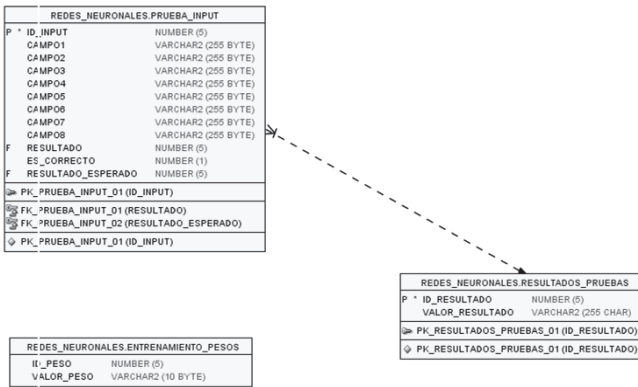 REDES_NEURONALES.PRUEBA_INPUT
P * ID_INPUT NUMBER (5)
CAMPO1 VARCHAR2 (255 BYTE)
CAMPO2 VARCHAR2 (255 BYTE)
CAMPO3 VARCHAR2 (255 BYTE)
CAMPO4 VARCHAR2 (255 BYTE)
CAMPO5 VARCHAR2 (255 BYTE)
CAMPO6 VARCHAR2 (255 BYTE)
CAMPO7 VARCHAR2 (255 BYTE)
CAMPO8 VARCHAR2 (255 BYTE)
F RESULTADO NUMBER (5)
ES_CORRECTO NUMBER (1)
F RESULTADO_ESPERADO NUMBER (5)
PK_PRUEBA_INPUT_01 (ID_INPUT)
FK_PRUEBA_INPUT_01 (RESULTADO)
FK_PRUEBA_INPUT_02 (RESULTADO_ESPERADO)
PK_PRUEBA_INPUT_01 (ID_INPUT)
REDES_NEURONALES.RESULTADOS_PRUEBAS
P * ID_RESULTADO NUMBER (5)
VALOR_RESULTADO VARCHAR2 (255 CHAR)
PK_RESULTADOS_PRUEBAS_01 (ID_RESULTADO)
PK_RESULTADOS_PRUEBAS_01 (ID_RESULTADO)
REDES_NEURONALES.ENTRENAMIENTO_PESOS
ID_PESO NUMBER (5)
VALOR_PESO VARCHAR2 (10 BYTE)